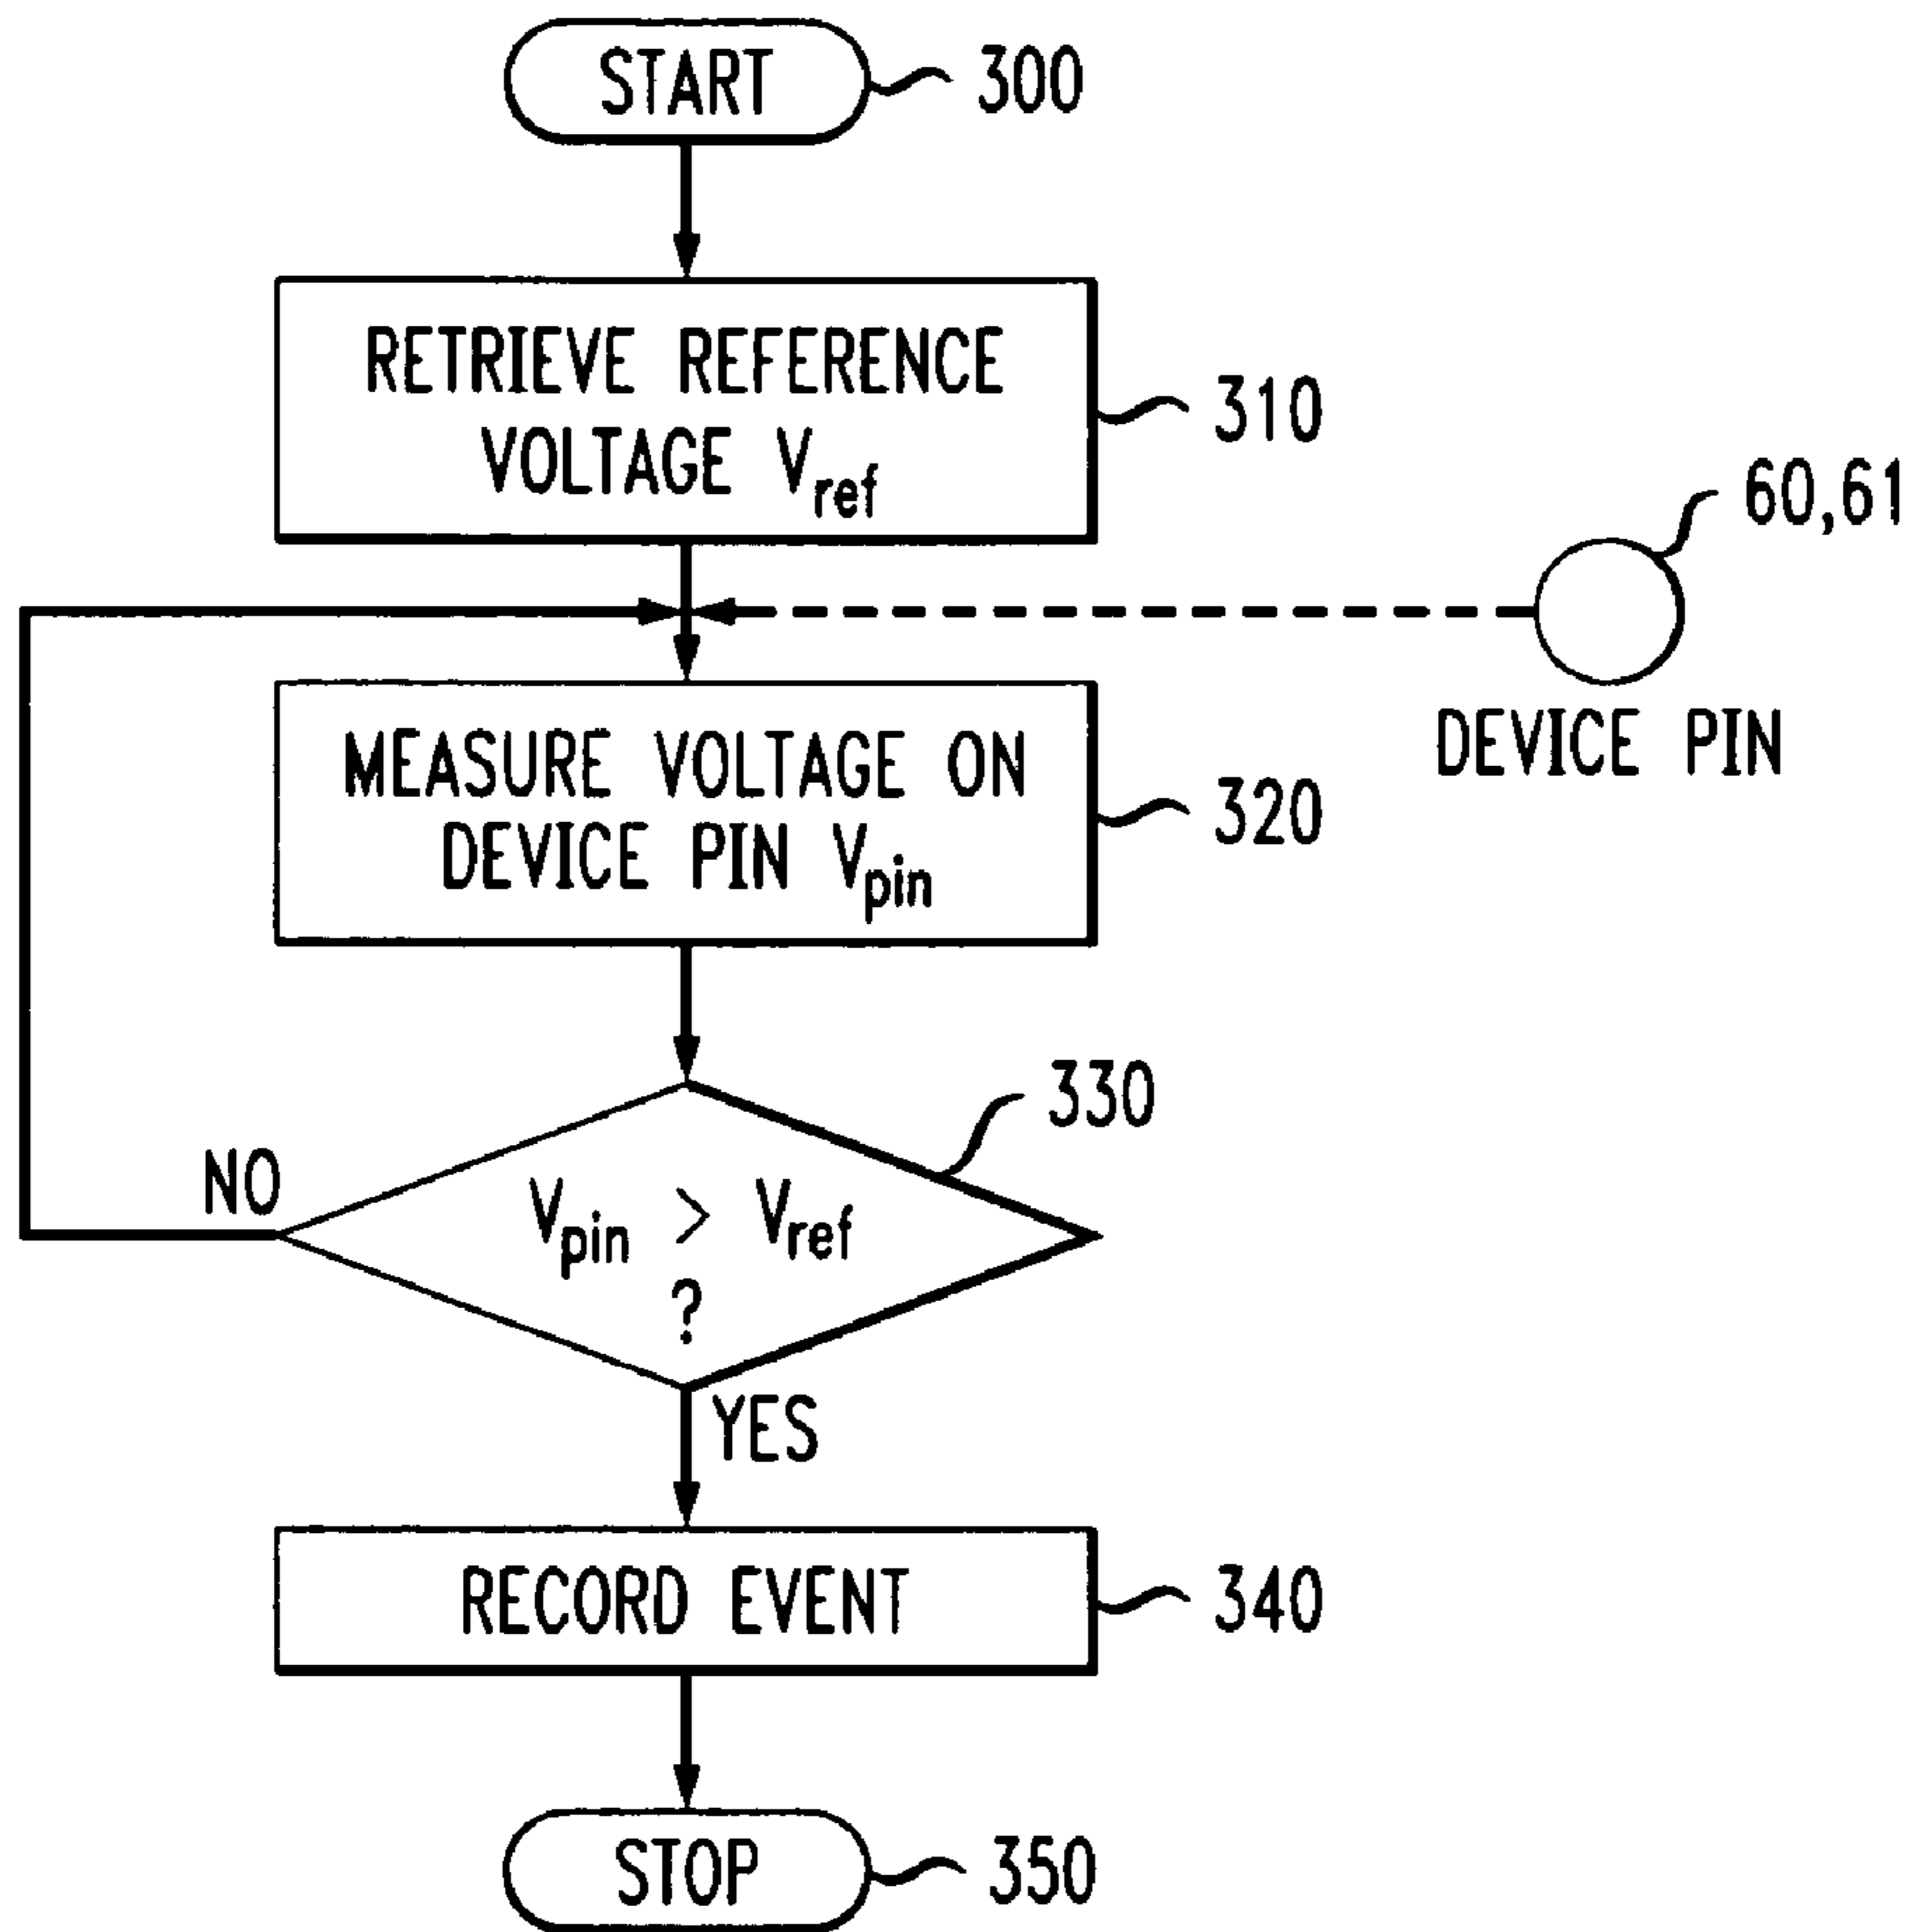 START
300
RETRIEVE REFERENCE
VOLTAGE Vref
310
60,61
DEVICE PIN
MEASURE VOLTAGE ON
DEVICE PIN Vpin
320
330
NO
Vpin > Vref
?
YES
RECORD EVENT
340
STOP
350